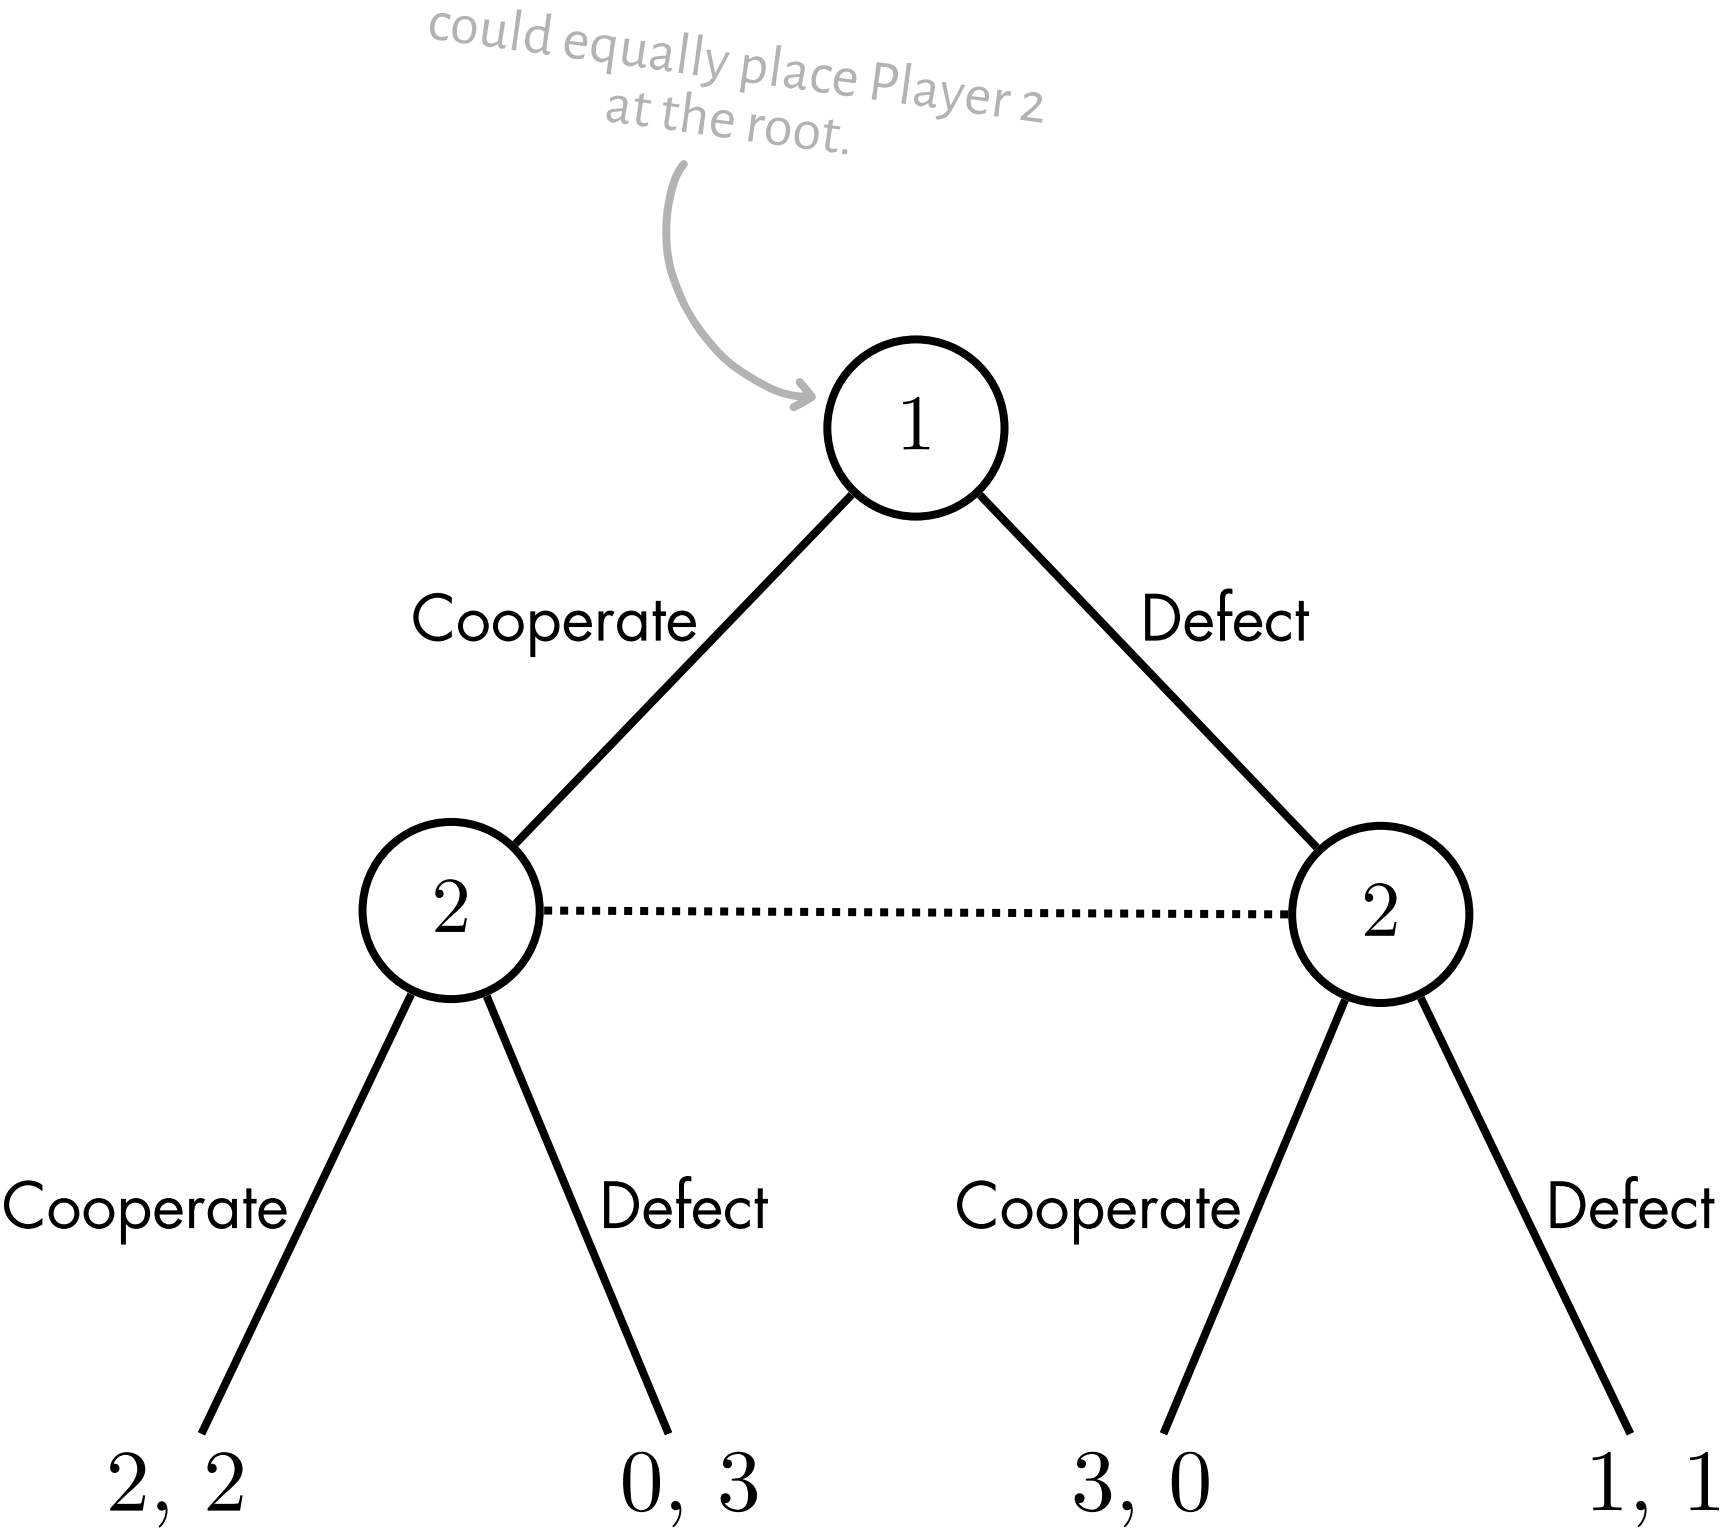 could equally place Player 2
at the root.
1
Cooperate Defect
2 2
Cooperate Defect Cooperate Defect
2, 2 0, 3 3, 0 1, 1